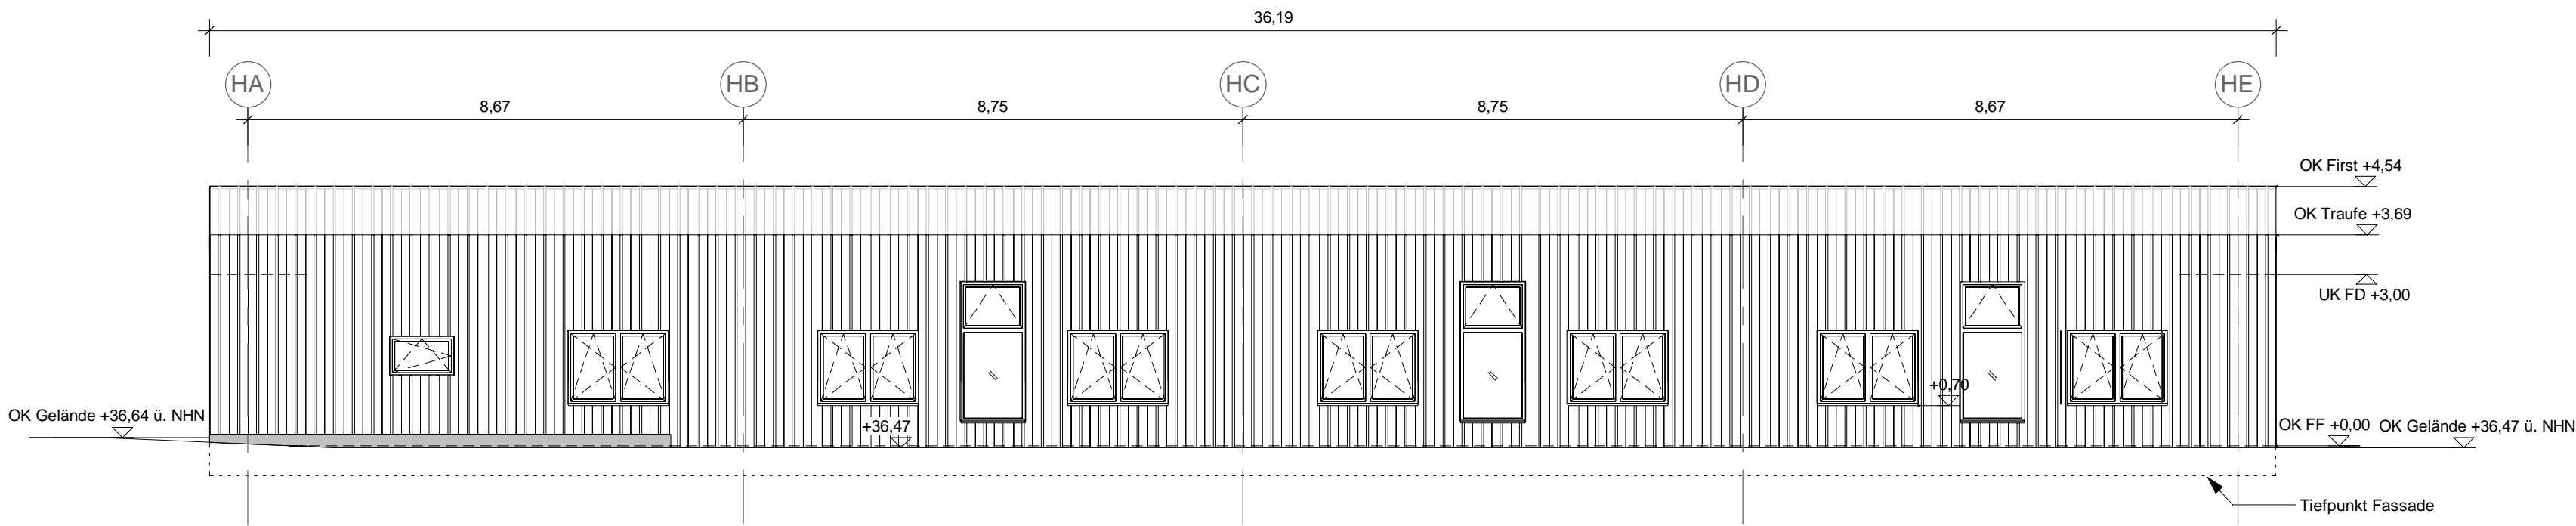 36,19
HA
HB
HC
HD
HE
8,67
8,75
8,75
8,67
OK First +4,54
OK Traufe +3,69
UK FD +3,00
+0,70
OK Gelände +36,64 ü. NHN
+36,47
OK FF +0,00
OK Gelände +36,47 ü. NHN
Tiefpunkt Fassade